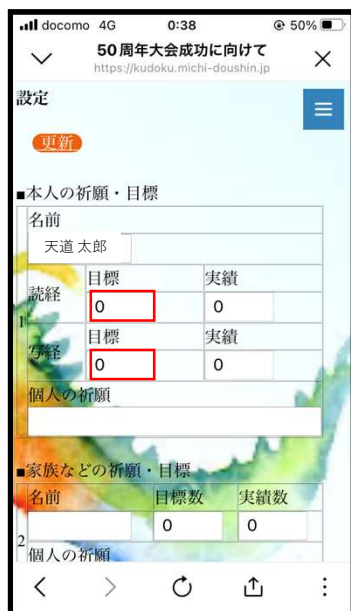 docomo 4G 0:38 50%
50周年大会成功に向けて
https://kudoku.michi-doushin.jp
設定
更新
■本人の祈願・目標
名前
天道 太郎
目標 実績
読経
0 0
1
目標 実績
写経
0 0
個人の祈願
■家族などの祈願・目標
名前 目標数 実績数
0 0
2
個人の祈願